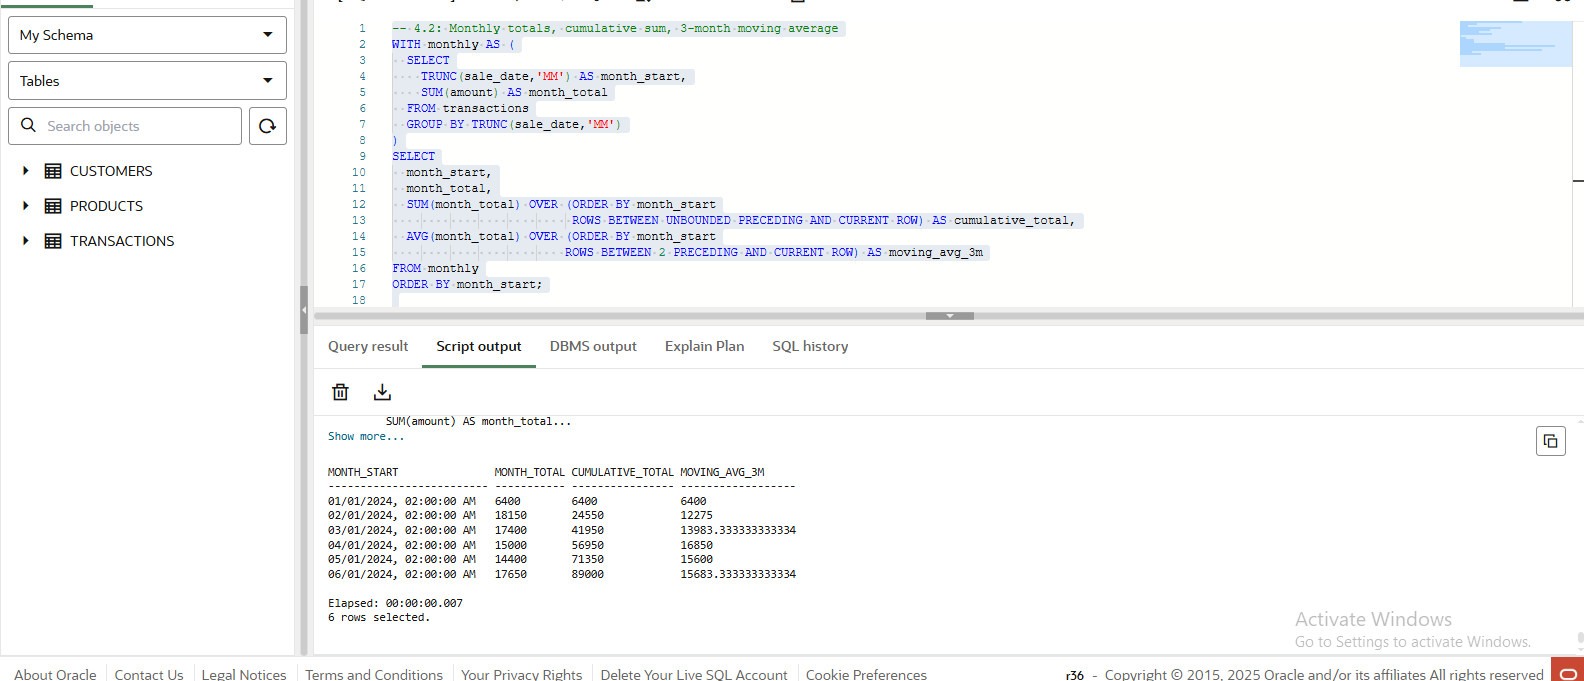 My Schema
Tables
Search objects
CUSTOMERS
PRODUCTS
TRANSACTIONS
1 -- 4.2: Monthly totals, cumulative sum, 3-month moving average
2 WITH monthly AS (
3 SELECT
4 TRUNC(sale_date,'MM') AS month_start,
5 SUM(amount) AS month_total
6 FROM transactions
7 GROUP BY TRUNC(sale_date,'MM')
8 )
9 SELECT
10 month_start,
11 month_total,
12 SUM(month_total) OVER (ORDER BY month_start
13 ROWS BETWEEN UNBOUNDED PRECEDING AND CURRENT ROW) AS cumulative_total,
14 AVG(month_total) OVER (ORDER BY month_start
15 ROWS BETWEEN 2 PRECEDING AND CURRENT ROW) AS moving_avg_3m
16 FROM monthly
17 ORDER BY month_start;
18
Query result Script output DBMS output Explain Plan SQL history
SUM(amount) AS month_total...
Show more...
MONTH_START MONTH_TOTAL CUMULATIVE_TOTAL MOVING_AVG_3M
------------------------- ----------- ---------------- ------------------
01/01/2024, 02:00:00 AM 6400 6400 6400
02/01/2024, 02:00:00 AM 18150 24550 12275
03/01/2024, 02:00:00 AM 17400 41950 13983.333333333334
04/01/2024, 02:00:00 AM 15000 56950 16850
05/01/2024, 02:00:00 AM 14400 71350 15600
06/01/2024, 02:00:00 AM 17650 89000 15683.333333333334
Elapsed: 00:00:00.007
6 rows selected.
Activate Windows
Go to Settings to activate Windows.
About Oracle Contact Us Legal Notices Terms and Conditions Your Privacy Rights Delete Your Live SQL Account Cookie Preferences r36 - Copyright © 2015, 2025 Oracle and/or its affiliates All rights reserved